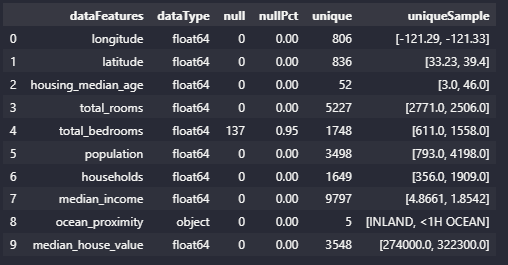 dataFeatures dataType null nullPct unique uniqueSample
0 longitude float64 0 0.00 806 [-121.29, -121.33]
1 latitude float64 0 0.00 836 [33.23, 39.4]
2 housing_median_age float64 0 0.00 52 [3.0, 46.0]
3 total_rooms float64 0 0.00 5227 [2771.0, 2506.0]
4 total_bedrooms float64 137 0.95 1748 [611.0, 1558.0]
5 population float64 0 0.00 3498 [793.0, 4198.0]
6 households float64 0 0.00 1649 [356.0, 1909.0]
7 median_income float64 0 0.00 9797 [4.8661, 1.8542]
8 ocean_proximity object 0 0.00 5 [INLAND, <1H OCEAN]
9 median_house_value float64 0 0.00 3548 [274000.0, 322300.0]